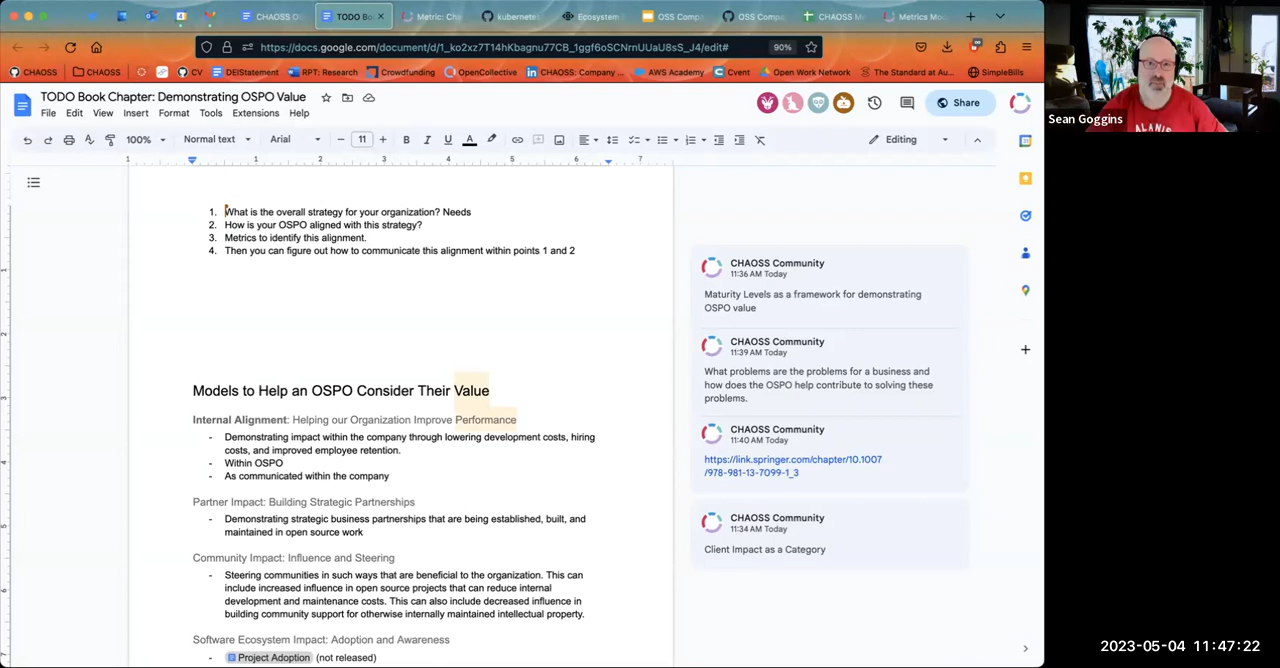 CHAOSS D
TODO Bo
Metric: Cha
kubernete
Ecosystem
OSS Compa
OSS Compa
CHAOSS M
Metrics Mo
https://docs.google.com/document/d/1_ko2xz7T14hKbagnu77CB_1ggf6oSCNrnUUaU8sS_J4/edit#
90%
CHAOSS
CHAOSS
CV
DEIStatement
RPT: Research
Crowdfunding
OpenCollective
CHAOSS: Company ...
AWS Academy
Cvent
Open Work Network
The Standard at Au...
SimpleBills
TODO Book Chapter: Demonstrating OSPO Value
File Edit View Insert Format Tools Extensions Help
Share
100%
Normal text
Arial
11
Editing
1 1 2 3 4 5 6 7
1. What is the overall strategy for your organization? Needs
2. How is your OSPO aligned with this strategy?
3. Metrics to identify this alignment.
4. Then you can figure out how to communicate this alignment within points 1 and 2
Models to Help an OSPO Consider Their Value
Internal Alignment: Helping our Organization Improve Performance
- Demonstrating impact within the company through lowering development costs, hiring
costs, and improved employee retention.
- Within OSPO
- As communicated within the company
Partner Impact: Building Strategic Partnerships
- Demonstrating strategic business partnerships that are being established, built, and
maintained in open source work
Community Impact: Influence and Steering
- Steering communities in such ways that are beneficial to the organization. This can
include increased influence in open source projects that can reduce internal
development and maintenance costs. This can also include decreased influence in
building community support for otherwise internally maintained intellectual property.
Software Ecosystem Impact: Adoption and Awareness
- Project Adoption (not released)
CHAOSS Community
11:36 AM Today
Maturity Levels as a framework for demonstrating
OSPO value
CHAOSS Community
11:39 AM Today
What problems are the problems for a business and
how does the OSPO help contribute to solving these
problems.
CHAOSS Community
11:40 AM Today
https://link.springer.com/chapter/10.1007
/978-981-13-7099-1_3
CHAOSS Community
11:34 AM Today
Client Impact as a Category
Sean Goggins
ALANIS
2023-05-04 11:47:22